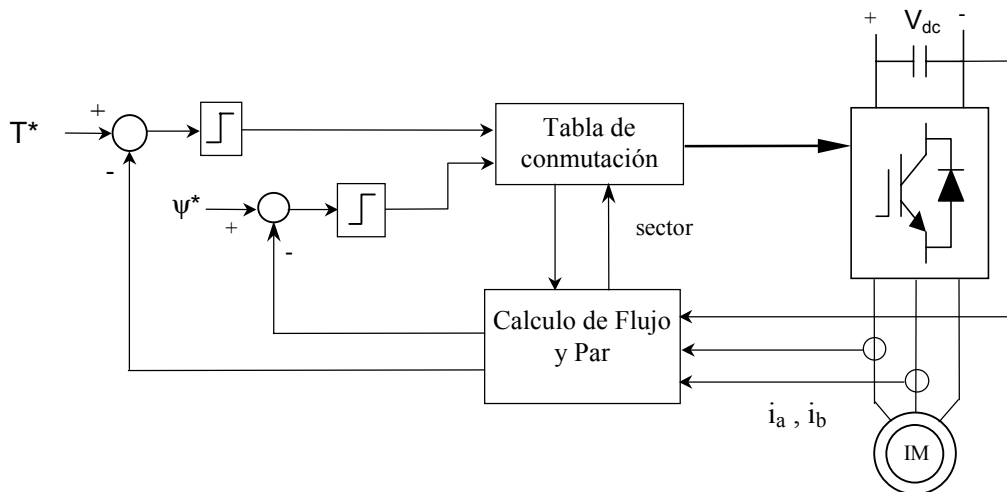 + V_dc -
T*
+
-
Tabla de
conmutación
ψ*
+
-
sector
Calculo de Flujo
y Par
i_a , i_b
IM